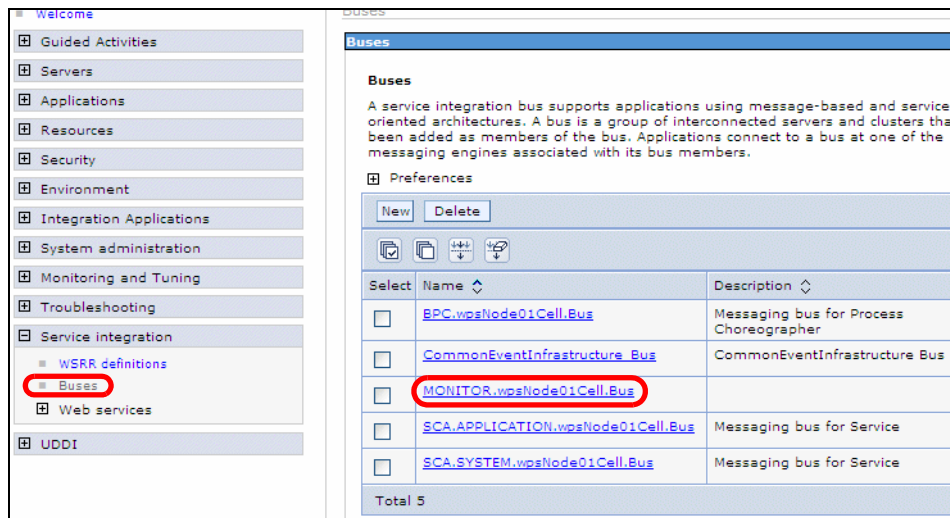 Welcome
Guided Activities
Servers
Applications
Resources
Security
Environment
Integration Applications
System administration
Monitoring and Tuning
Troubleshooting
Service integration
WSRR definitions
Buses
Web services
UDDI
Buses
Buses
Buses
A service integration bus supports applications using message-based and service
oriented architectures. A bus is a group of interconnected servers and clusters tha
been added as members of the bus. Applications connect to a bus at one of the
messaging engines associated with its bus members.
Preferences
New Delete
Select Name Description
BPC.wpsNode01Cell.Bus Messaging bus for Process
Choreographer
CommonEventInfrastructure_Bus CommonEventInfrastructure Bus
MONITOR.wpsNode01Cell.Bus
SCA.APPLICATION.wpsNode01Cell.Bus Messaging bus for Service
SCA.SYSTEM.wpsNode01Cell.Bus Messaging bus for Service
Total 5